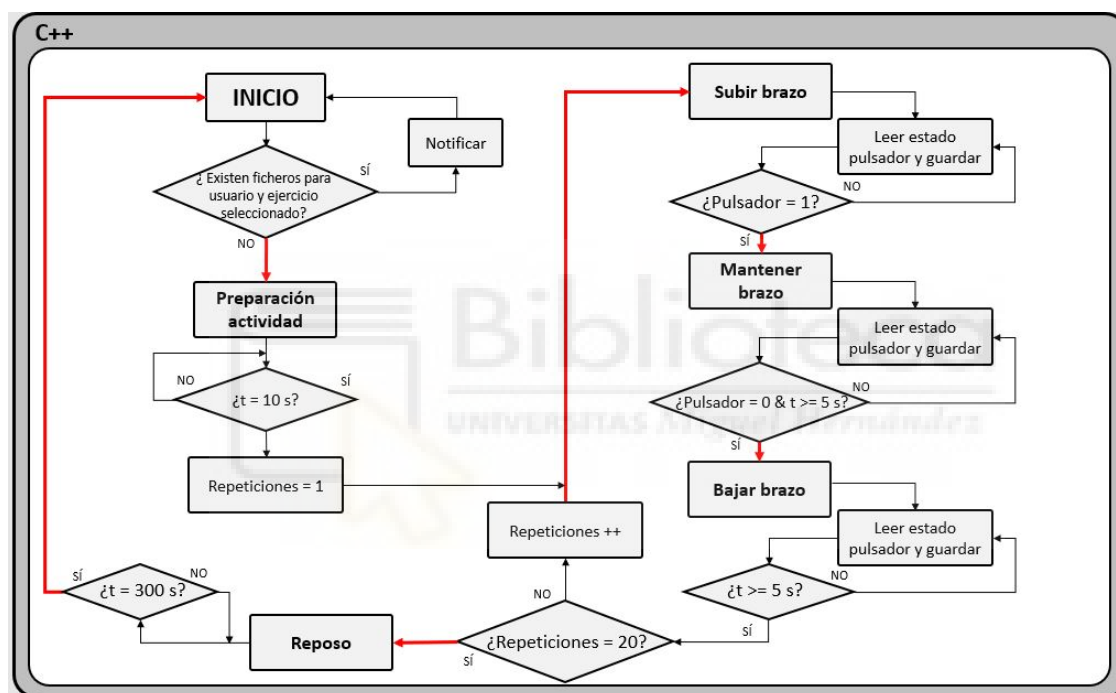 C++
INICIO
Notificar
¿ Existen ficheros para
usuario y ejercicio
seleccionado?
SÍ
NO
Preparación
actividad
NO
SÍ
¿t = 10 s?
Repeticiones = 1
Subir brazo
Leer estado
pulsador y guardar
¿Pulsador = 1?
NO
SÍ
Mantener
brazo
Leer estado
pulsador y guardar
¿Pulsador = 0 & t >= 5 s?
NO
SÍ
Bajar brazo
Leer estado
pulsador y guardar
¿t >= 5 s?
NO
SÍ
Repeticiones ++
NO
¿Repeticiones = 20?
SÍ
Reposo
¿t = 300 s?
SÍ
NO
Biblioteca
UNIVERSITAS Miguel Hernández